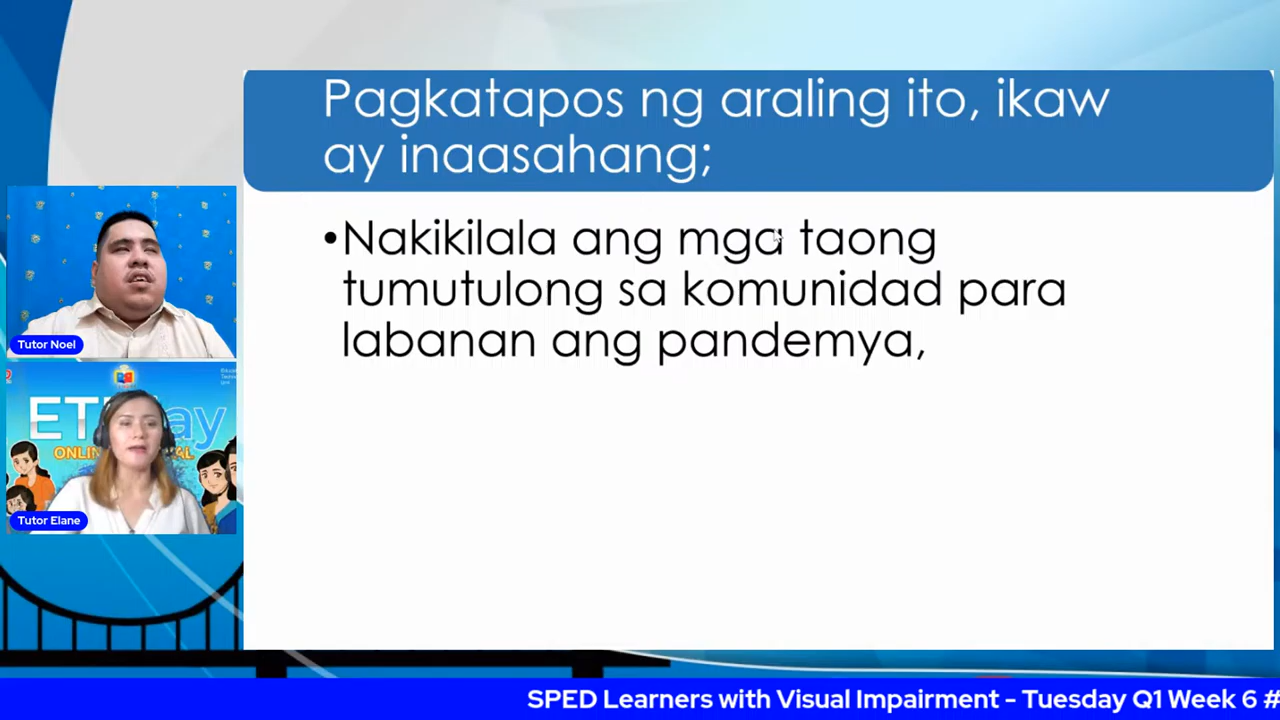 Pagkatapos ng araling ito, ikaw
ay inaasahang;
•Nakikilala ang mga taong
tumutulong sa komunidad para
labanan ang pandemya,
Tutor Noel
Tutor Elane
SPED Learners with Visual Impairment - Tuesday Q1 Week 6 #